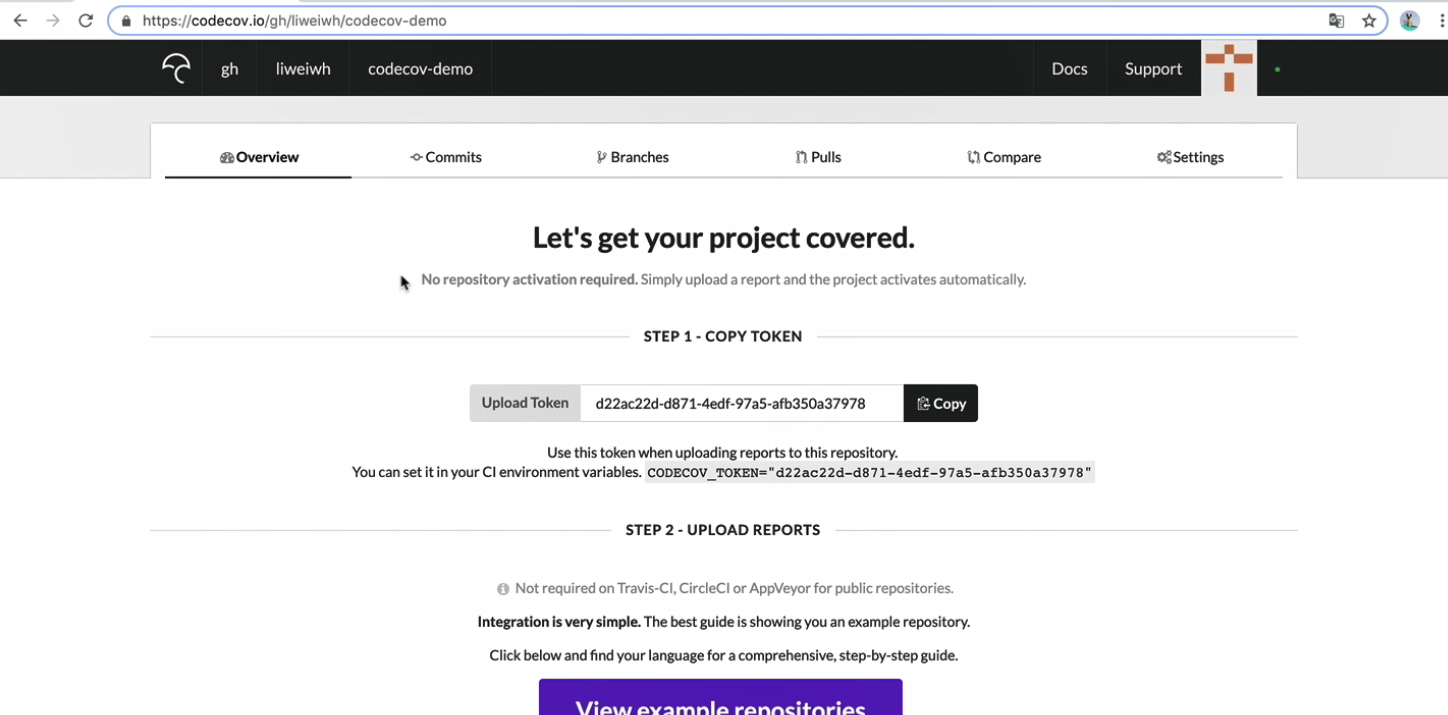 https://codecov.io/gh/liweiwh/codecov-demo
gh liweiwh codecov-demo Docs Support
Overview Commits Branches Pulls Compare Settings
Let's get your project covered.
No repository activation required. Simply upload a report and the project activates automatically.
STEP 1 - COPY TOKEN
Upload Token d22ac22d-d871-4edf-97a5-afb350a37978 Copy
Use this token when uploading reports to this repository.
You can set it in your CI environment variables. CODECOV_TOKEN="d22ac22d-d871-4edf-97a5-afb350a37978"
STEP 2 - UPLOAD REPORTS
Not required on Travis-CI, CircleCI or AppVeyor for public repositories.
Integration is very simple. The best guide is showing you an example repository.
Click below and find your language for a comprehensive, step-by-step guide.
View example repositories